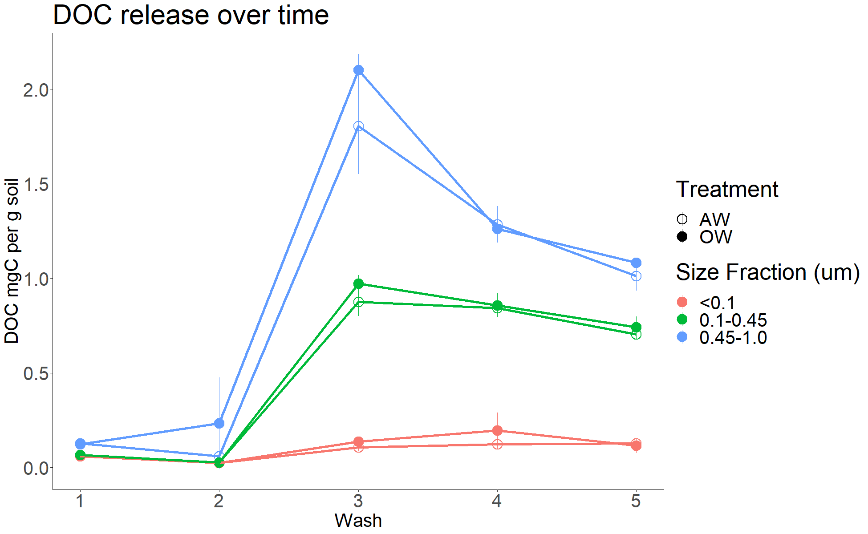 DOC release over time
DOC mgC per g soil
2.0
1.5
1.0
0.5
0.0
1 2 3 4 5
Wash
Treatment
AW
OW
Size Fraction (um)
<0.1
0.1-0.45
0.45-1.0